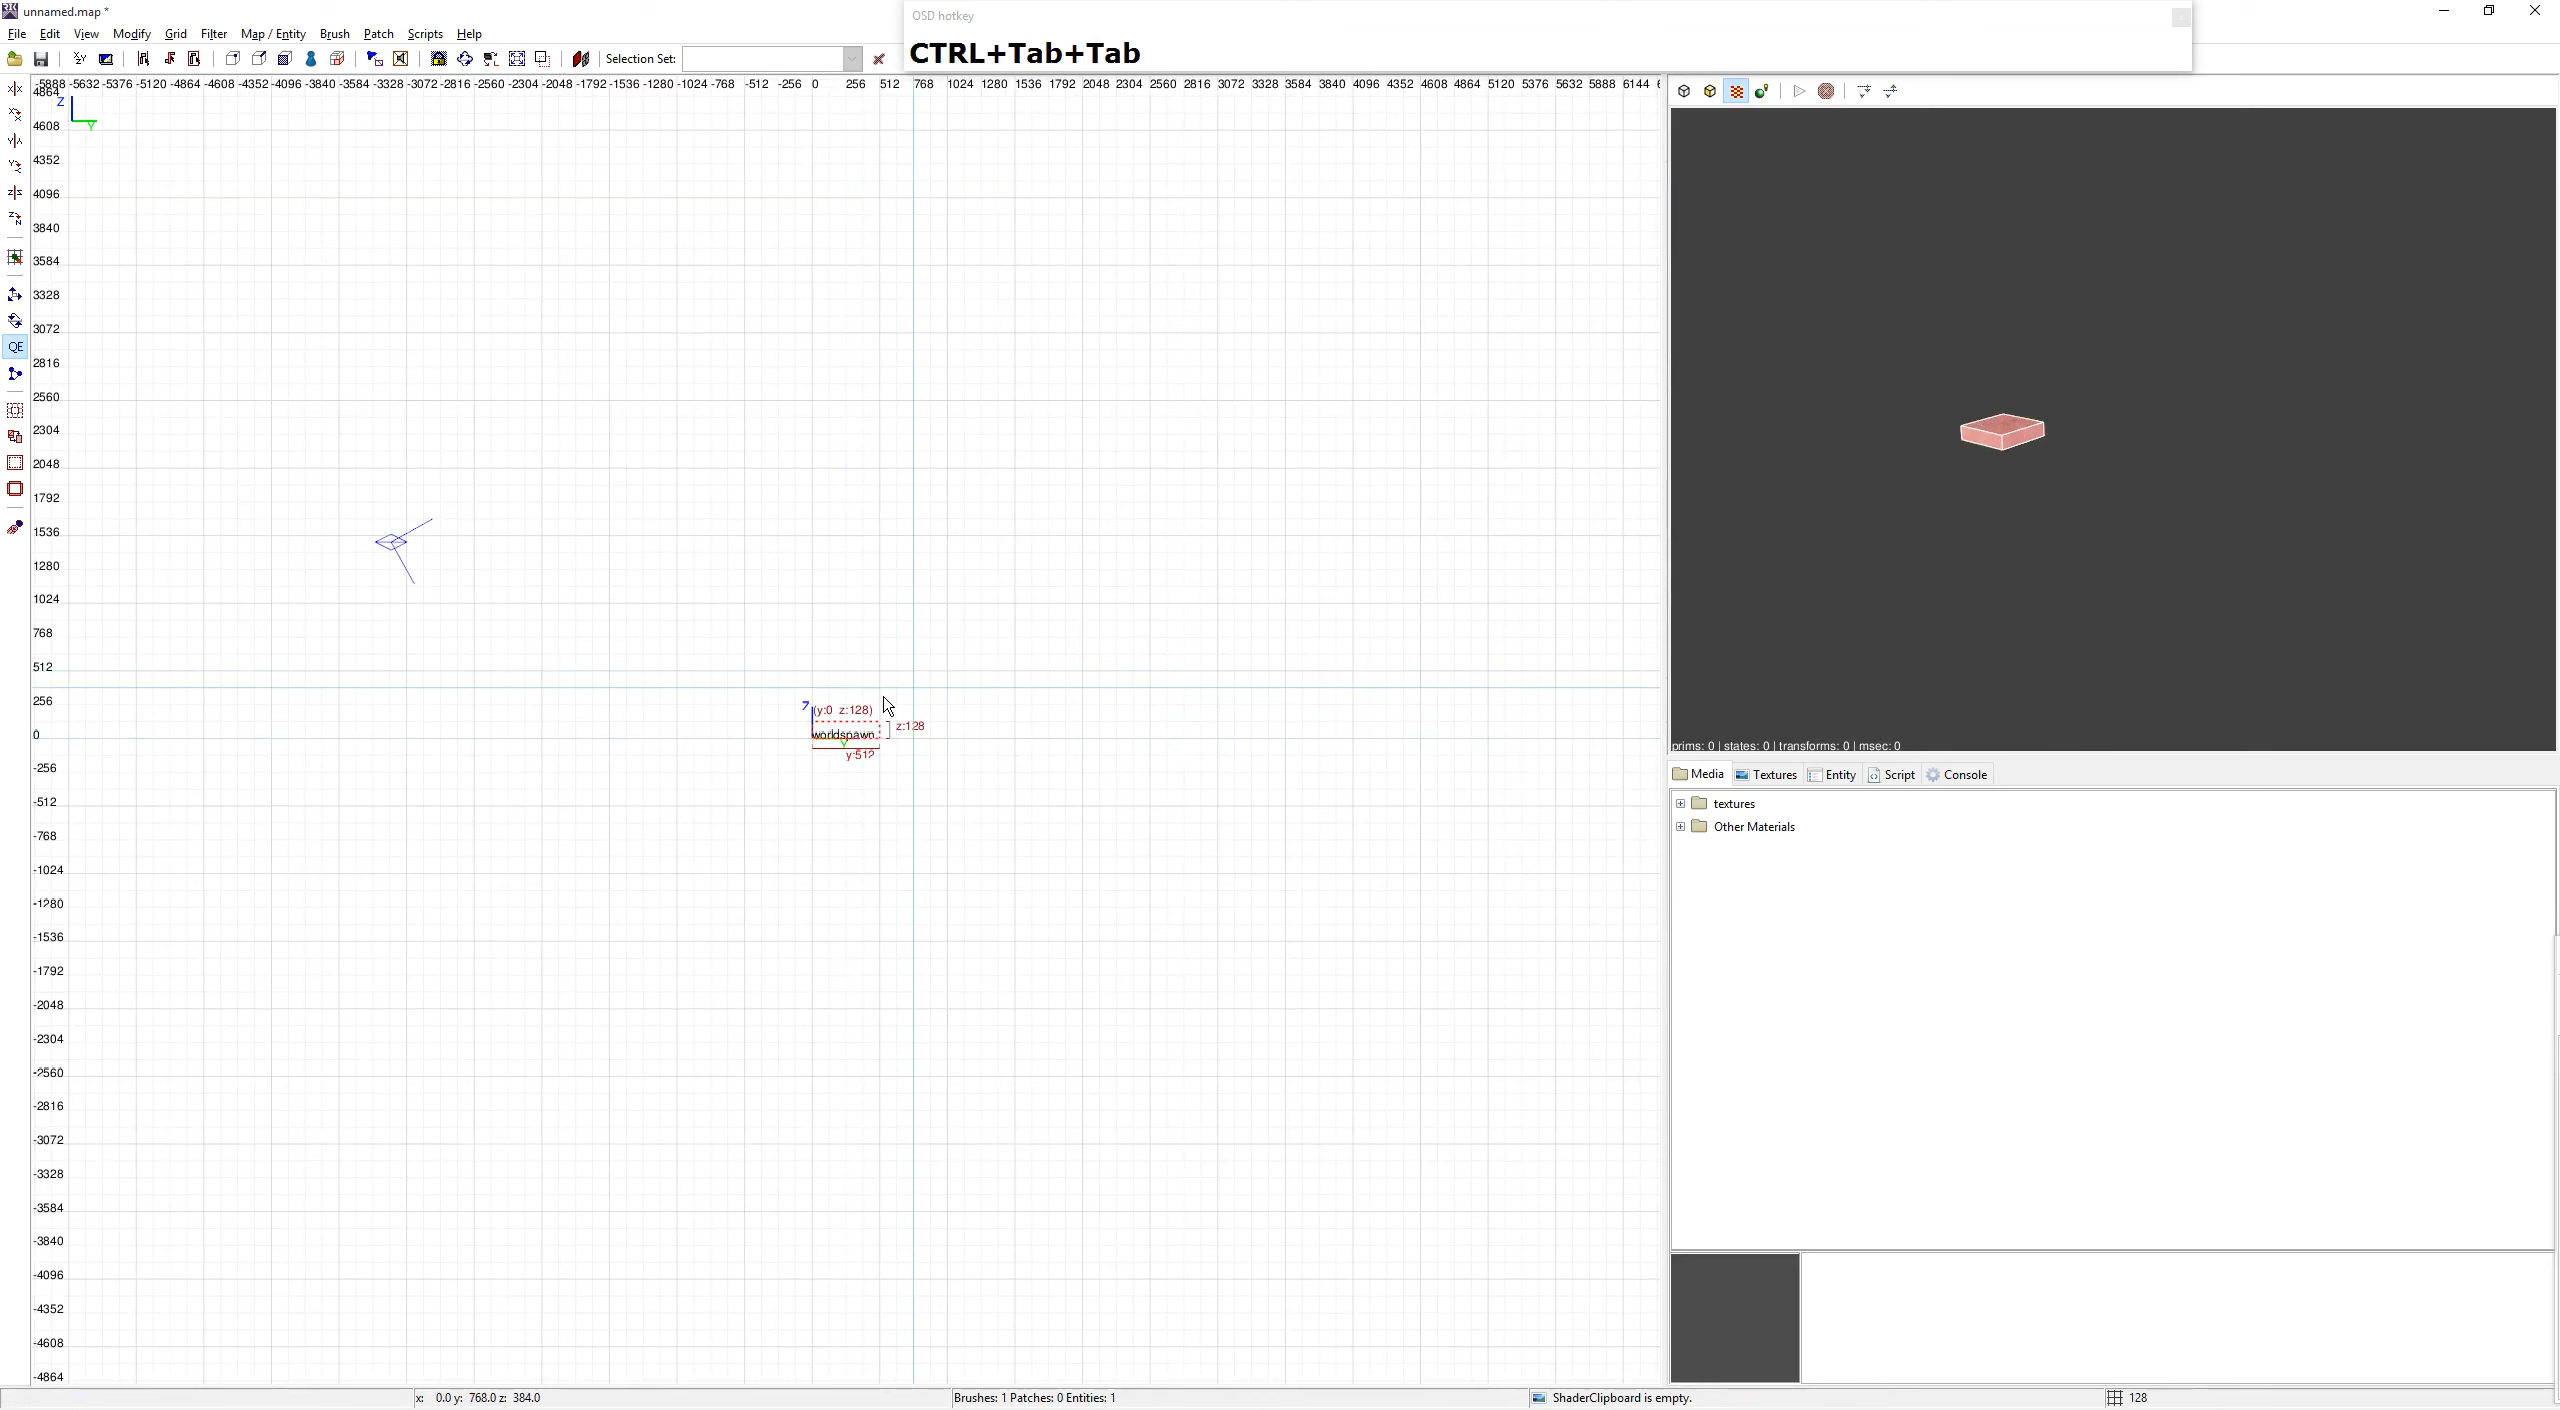 unnamed.map *
OSD hotkey
CTRL+Tab+Tab
File Edit View Modify Grid Filter Map / Entity Brush Patch Scripts Help
Selection Set:
-5888 -5632 -5376 -5120 -4864 -4608 -4352 -4096 -3840 -3584 -3328 -3072 -2816 -2560 -2304 -2048 -1792 -1536 -1280 -1024 -768 -512 -256 0 256 512 768 1024 1280 1536 1792 2048 2304 2560 2816 3072 3328 3584 3840 4096 4352 4608 4864 5120 5376 5632 5888 6144
4864
Z
Y
4608
4352
4096
3840
3584
3328
3072
QE
2816
2560
2304
2048
1792
1536
1280
1024
768
512
256
Z
(y:0 z:128)
z:128
0
worldspawn
Y
y:512
-256
-512
-768
-1024
-1280
-1536
-1792
-2048
-2304
-2560
-2816
-3072
-3328
-3584
-3840
-4096
-4352
-4608
-4864
prims: 0 | states: 0 | transforms: 0 | msec: 0
Media Textures Entity Script Console
textures
Other Materials
x: 0.0 y: 768.0 z: 384.0
Brushes: 1 Patches: 0 Entities: 1
ShaderClipboard is empty.
128